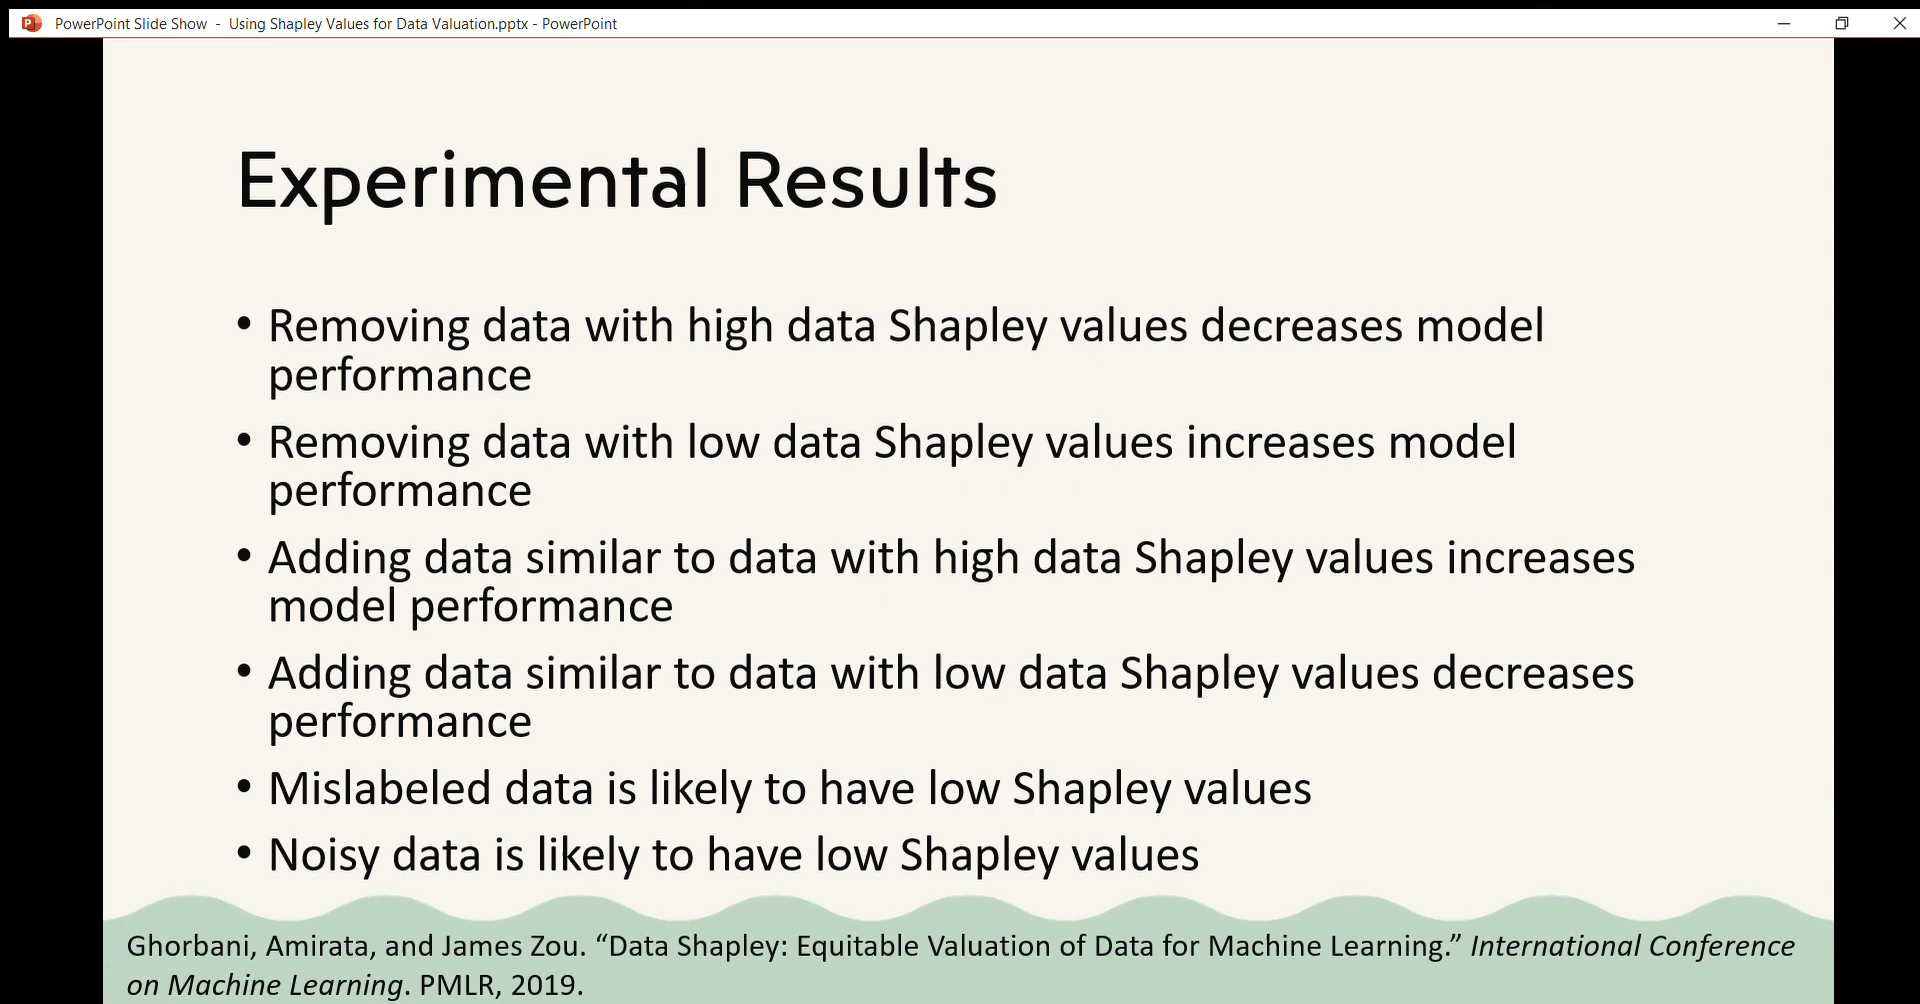 PowerPoint Slide Show - Using Shapley Values for Data Valuation.pptx - PowerPoint
Experimental Results
• Removing data with high data Shapley values decreases model
performance
• Removing data with low data Shapley values increases model
performance
• Adding data similar to data with high data Shapley values increases
model performance
• Adding data similar to data with low data Shapley values decreases
performance
• Mislabeled data is likely to have low Shapley values
• Noisy data is likely to have low Shapley values
Ghorbani, Amirata, and James Zou. “Data Shapley: Equitable Valuation of Data for Machine Learning.” International Conference
on Machine Learning. PMLR, 2019.